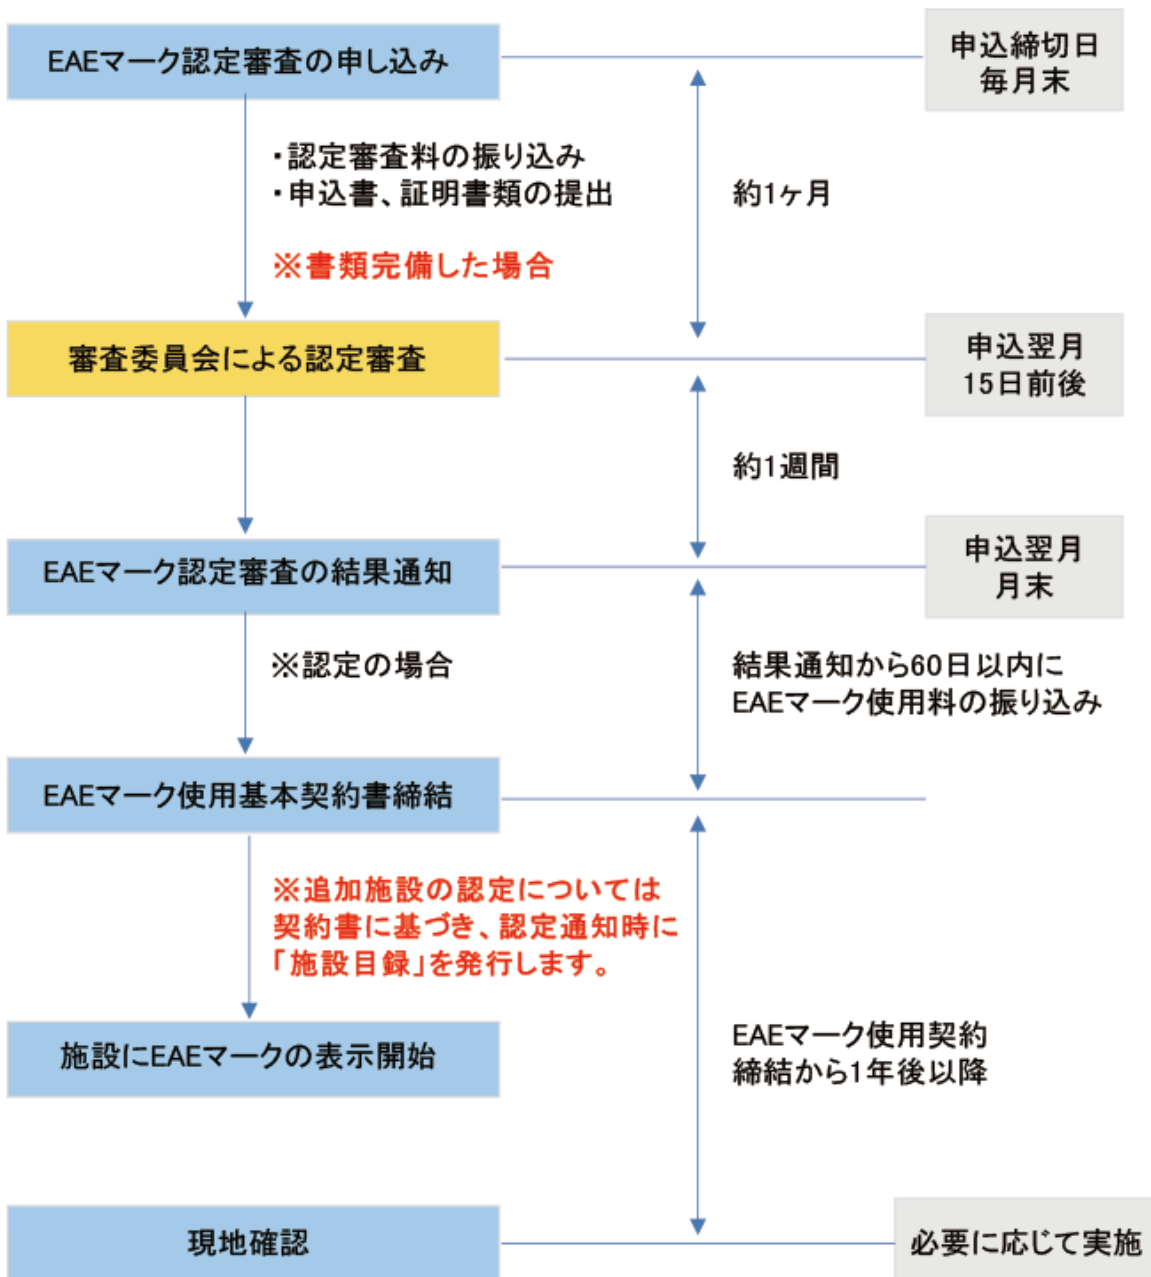 EAEマーク認定審査の申し込み
申込締切日
毎月末
・認定審査料の振り込み
・申込書、証明書類の提出
約1ヶ月
※書類完備した場合
審査委員会による認定審査
申込翌月
15日前後
約1週間
EAEマーク認定審査の結果通知
申込翌月
月末
※認定の場合
結果通知から60日以内に
EAEマーク使用料の振り込み
EAEマーク使用基本契約書締結
※追加施設の認定については
契約書に基づき、認定通知時に
「施設目録」を発行します。
施設にEAEマークの表示開始
EAEマーク使用契約
締結から1年後以降
現地確認
必要に応じて実施